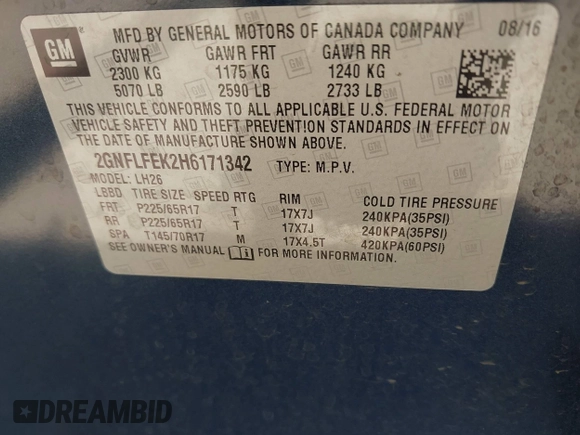 GM
MFD BY GENERAL MOTORS OF CANADA COMPANY 08/16
GVWR GAWR FRT GAWR RR
2300 KG 1175 KG 1240 KG
5070 LB 2590 LB 2733 LB
THIS VEHICLE CONFORMS TO ALL APPLICABLE U.S. FEDERAL MOTOR
VEHICLE SAFETY AND THEFT PREVENTION STANDARDS IN EFFECT ON
THE DATE OF MANUFACTURE SHOWN ABOVE.
2GNFLFEK2H6171342 TYPE: M.P.V.
MODEL: LH26
LBBD TIRE SIZE SPEED RTG RIM COLD TIRE PRESSURE
FRT P225/65R17 T 17X7J 240KPA(35PSI)
RR P225/65R17 T 17X7J 240KPA(35PSI)
SPA T145/70R17 M 17X4.5T 420KPA(60PSI)
SEE OWNER'S MANUAL FOR MORE INFORMATION.
DREAMBID